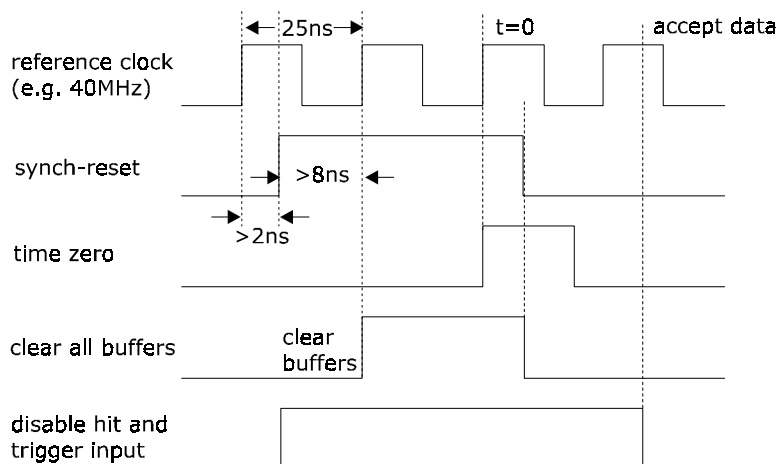 25ns
t=0
accept data
reference clock
(e.g. 40MHz)
synch-reset
>8ns
>2ns
time zero
clear all buffers
clear
buffers
disable hit and
trigger input